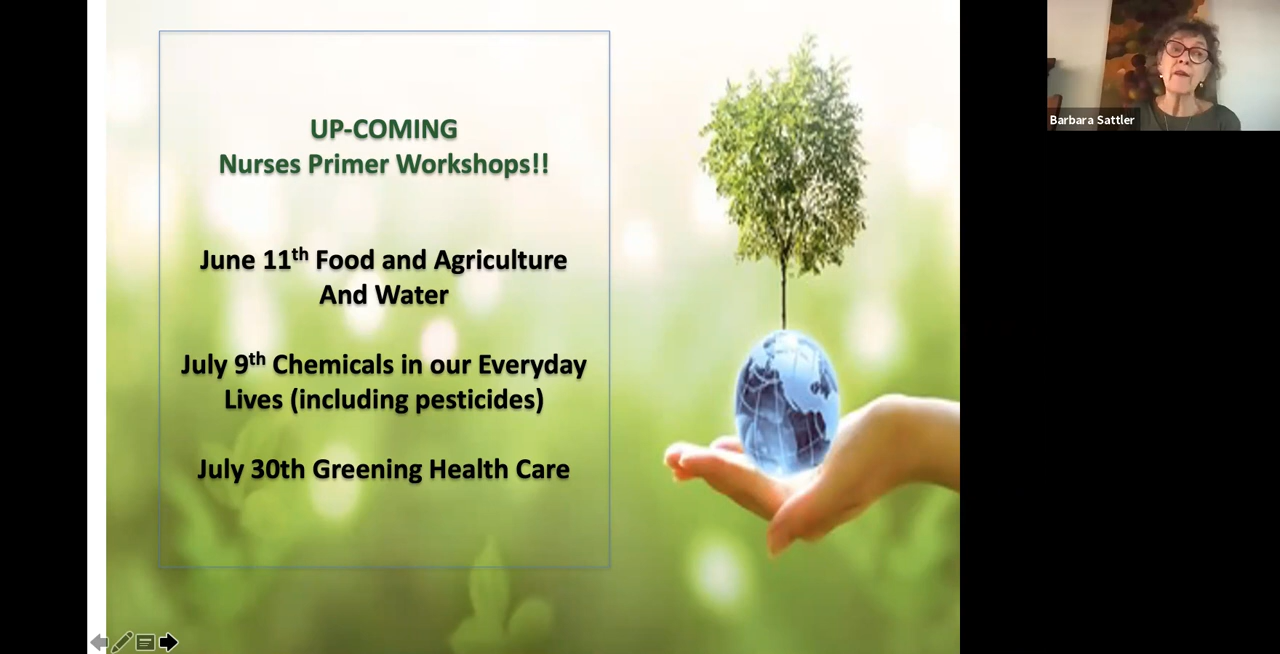 UP-COMING
Nurses Primer Workshops!!
June 11th Food and Agriculture
And Water
July 9th Chemicals in our Everyday
Lives (including pesticides)
July 30th Greening Health Care
Barbara Sattler